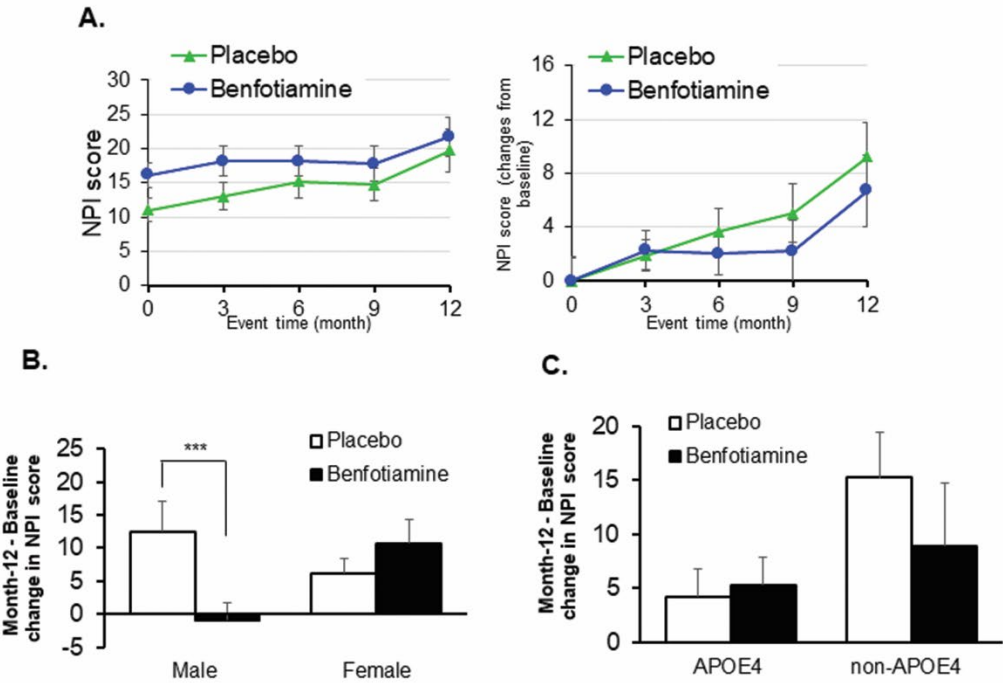 A.
Placebo
Benfotiamine
NPI score
30
25
20
15
10
5
0
0 3 6 9 12
Event time (month)
Placebo
Benfotiamine
NPI score (changes from
baseline)
16
12
8
4
0
0 3 6 9 12
Event time (month)
B.
Month-12 - Baseline
change in NPI score
25
20
15
10
5
0
-5
***
Placebo
Benfotiamine
Male Female
C.
Month-12 - Baseline
change in NPI score
20
15
10
5
0
Placebo
Benfotiamine
APOE4 non-APOE4